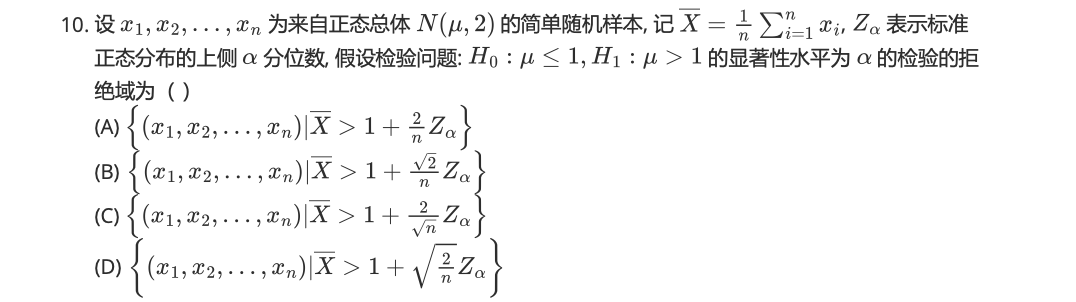 10. 设 $x_1, x_2, \ldots, x_n$ 为来自正态总体 $N(\mu, 2)$ 的简单随机样本, 记 $\overline{X} = \frac{1}{n} \sum_{i=1}^{n} x_i$, $Z_\alpha$ 表示标准
正态分布的上侧 $\alpha$ 分位数, 假设检验问题: $H_0 : \mu \leq 1, H_1 : \mu > 1$ 的显著性水平为 $\alpha$ 的检验的拒
绝域为 ( )
(A) $\left\{ (x_1, x_2, \ldots, x_n) | \overline{X} > 1 + \frac{2}{n} Z_\alpha \right\}$
(B) $\left\{ (x_1, x_2, \ldots, x_n) | \overline{X} > 1 + \frac{\sqrt{2}}{n} Z_\alpha \right\}$
(C) $\left\{ (x_1, x_2, \ldots, x_n) | \overline{X} > 1 + \frac{2}{\sqrt{n}} Z_\alpha \right\}$
(D) $\left\{ (x_1, x_2, \ldots, x_n) | \overline{X} > 1 + \sqrt{\frac{2}{n}} Z_\alpha \right\}$